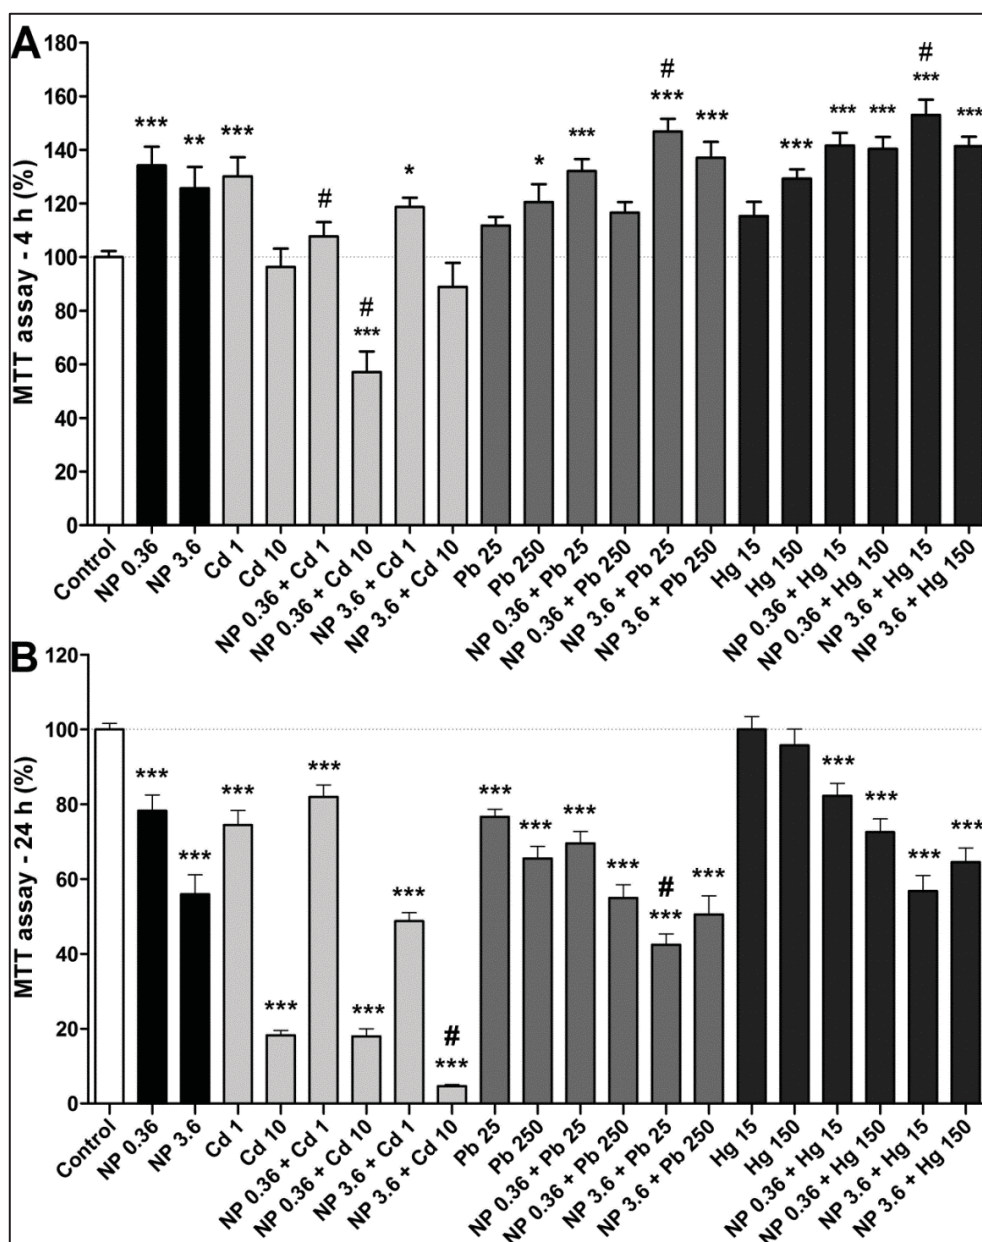 A
MTT assay - 4 h (%)
180
160
140
120
100
80
60
40
20
0
***
**
***
#
#
***
*
*
***
#
***
***
***
***
***
#
***
***
Control
NP 0.36
NP 3.6
Cd 1
Cd 10
NP 0.36 + Cd 1
NP 0.36 + Cd 10
NP 3.6 + Cd 1
NP 3.6 + Cd 10
Pb 25
Pb 250
NP 0.36 + Pb 25
NP 0.36 + Pb 250
NP 3.6 + Pb 25
NP 3.6 + Pb 250
Hg 15
Hg 150
NP 0.36 + Hg 15
NP 0.36 + Hg 150
NP 3.6 + Hg 15
NP 3.6 + Hg 150
B
MTT assay - 24 h (%)
120
100
80
60
40
20
0
***
***
***
***
***
***
***
#
***
***
***
***
***
#
***
***
***
***
***
***
Control
NP 0.36
NP 3.6
Cd 1
Cd 10
NP 0.36 + Cd 1
NP 0.36 + Cd 10
NP 3.6 + Cd 1
NP 3.6 + Cd 10
Pb 25
Pb 250
NP 0.36 + Pb 25
NP 0.36 + Pb 250
NP 3.6 + Pb 25
NP 3.6 + Pb 250
Hg 15
Hg 150
NP 0.36 + Hg 15
NP 0.36 + Hg 150
NP 3.6 + Hg 15
NP 3.6 + Hg 150